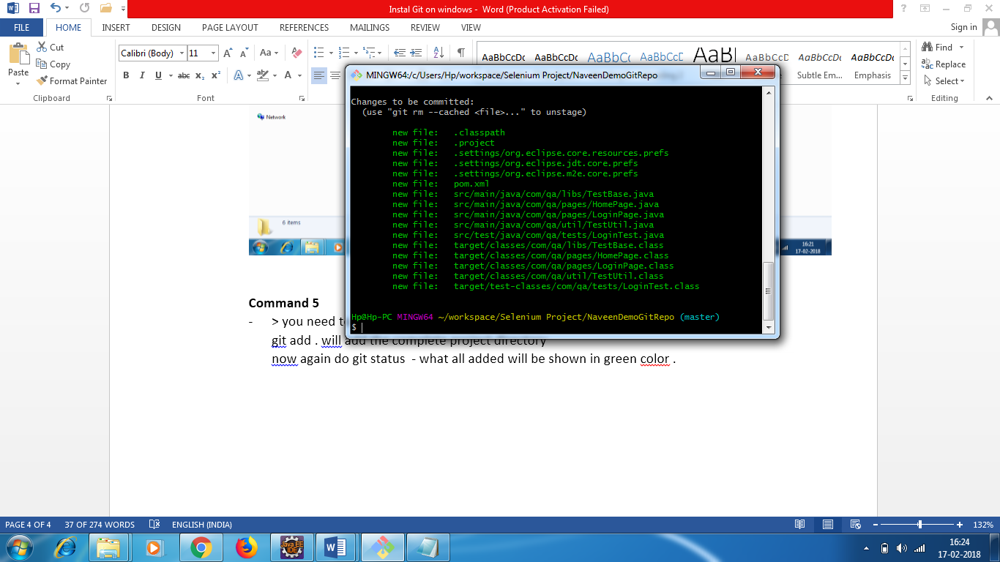 Instal Git on windows - Word (Product Activation Failed)
FILE HOME INSERT DESIGN PAGE LAYOUT REFERENCES MAILINGS REVIEW VIEW Sign in
Paste
Cut
Copy
Format Painter
Clipboard
Calibri (Body) 11
Font
AaBbCcDc AaBbCcDc AaBbCc AaBbCcD AaB AaBbCcD AaBbCcDc AaBbCcDc
Subtle Em... Emphasis
Find
Replace
Select
Editing
MINGW64:/c/Users/Hp/workspace/Selenium Project/NaveenDemoGitRepo
Changes to be committed:
(use "git rm --cached <file>..." to unstage)
new file: .classpath
new file: .project
new file: .settings/org.eclipse.core.resources.prefs
new file: .settings/org.eclipse.jdt.core.prefs
new file: .settings/org.eclipse.m2e.core.prefs
new file: pom.xml
new file: src/main/java/com/qa/libs/TestBase.java
new file: src/main/java/com/qa/pages/HomePage.java
new file: src/main/java/com/qa/pages/LoginPage.java
new file: src/main/java/com/qa/util/TestUtil.java
new file: src/test/java/com/qa/tests/LoginTest.java
new file: target/classes/com/qa/libs/TestBase.class
new file: target/classes/com/qa/pages/HomePage.class
new file: target/classes/com/qa/pages/LoginPage.class
new file: target/classes/com/qa/util/TestUtil.class
new file: target/test-classes/com/qa/tests/LoginTest.class
Hp@Hp-PC MINGW64 ~/workspace/Selenium Project/NaveenDemoGitRepo (master)
$
Network
6 items
16:21
17-02-2018
Command 5
- > you need to
git add . will add the complete project directory
now again do git status - what all added will be shown in green color .
PAGE 4 OF 4 37 OF 274 WORDS ENGLISH (INDIA) 132%
Java EE
IDE
16:24
17-02-2018